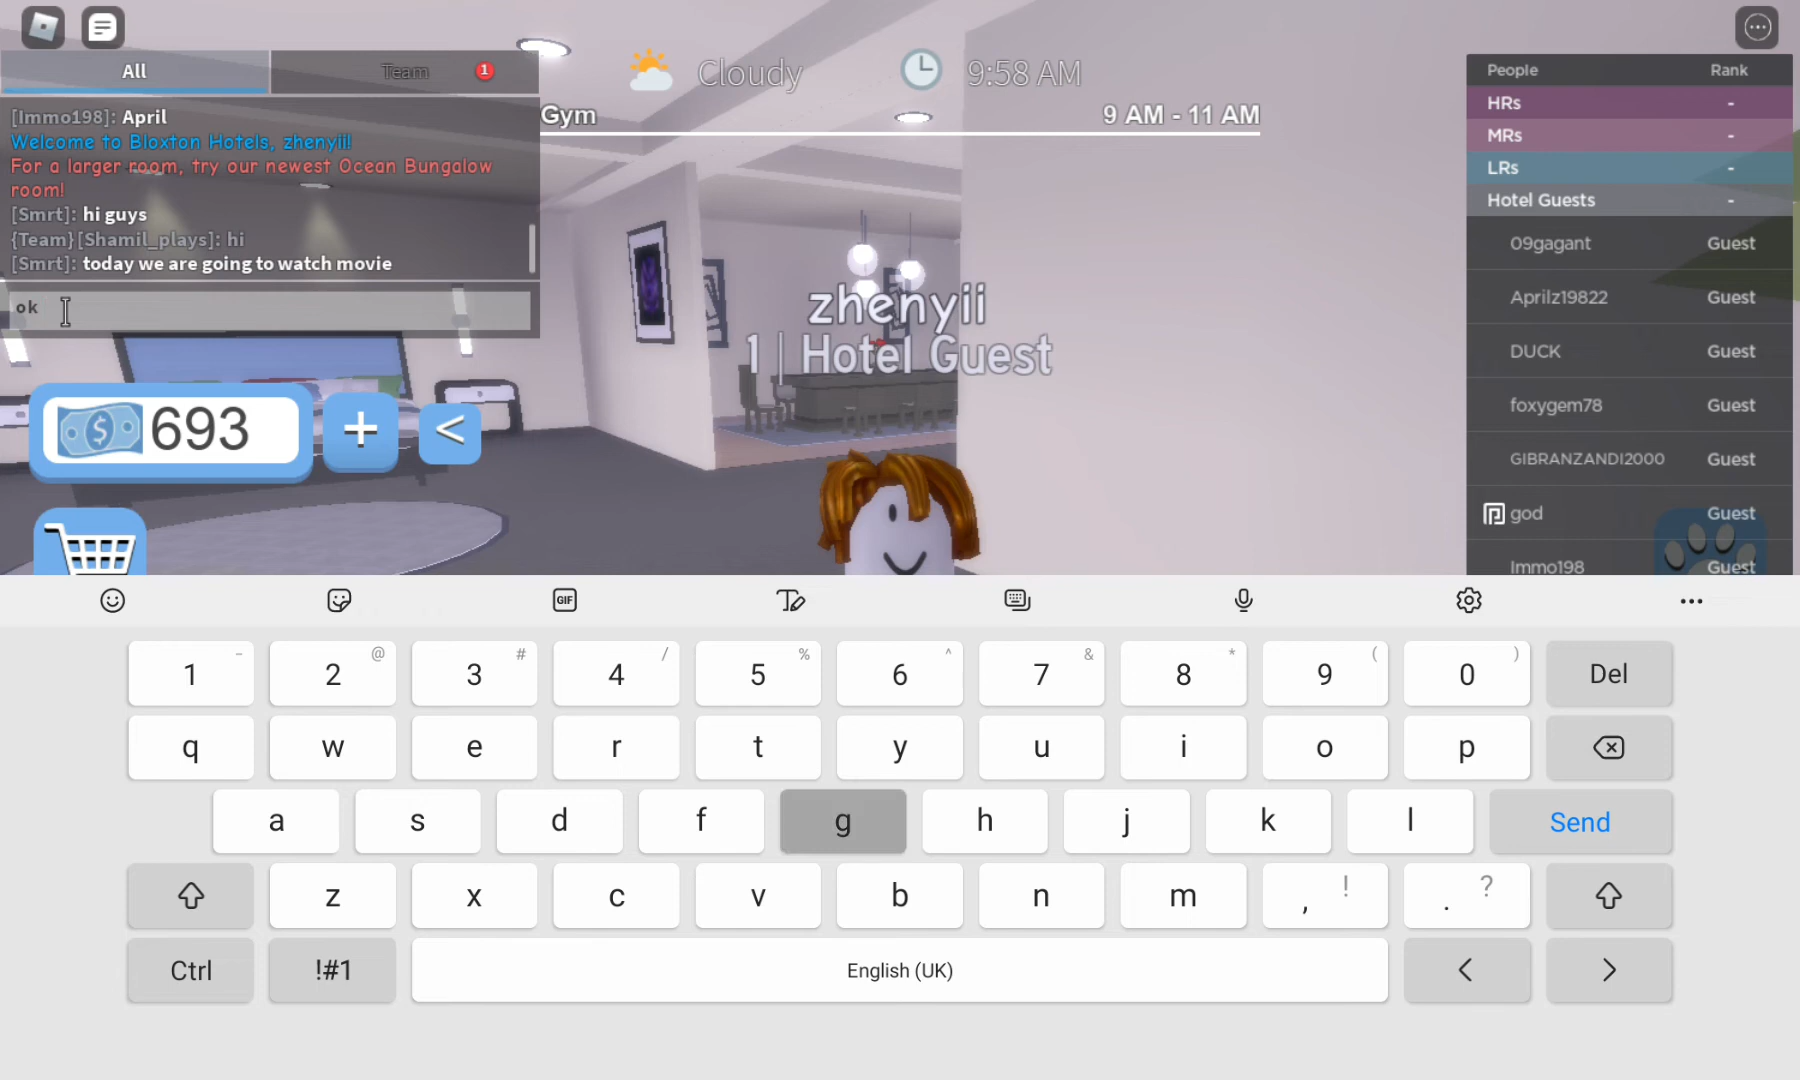 All
Team
1
[Immo198]: April
Welcome to Bloxton Hotels, zhenyii!
For a larger room, try our newest Ocean Bungalow
room!
[Smrt]: hi guys
{Team}[Shamil_plays]: hi
[Smrt]: today we are going to watch movie
ok
Cloudy
9:58 AM
Gym
9 AM - 11 AM
zhenyii
1 | Hotel Guest
$ 693
+
<
People Rank
HRs -
MRs -
LRs -
Hotel Guests -
09gagant Guest
Aprilz19822 Guest
DUCK Guest
foxygem78 Guest
GIBRANZANDI2000 Guest
god Guest
Immo198 Guest
GIF
1 - 2 @ 3 # 4 / 5 % 6 ^ 7 & 8 * 9 ( 0 ) Del
q w e r t y u i o p
a s d f g h j k l Send
z x c v b n m , ! . ?
Ctrl !#1 English (UK) < >